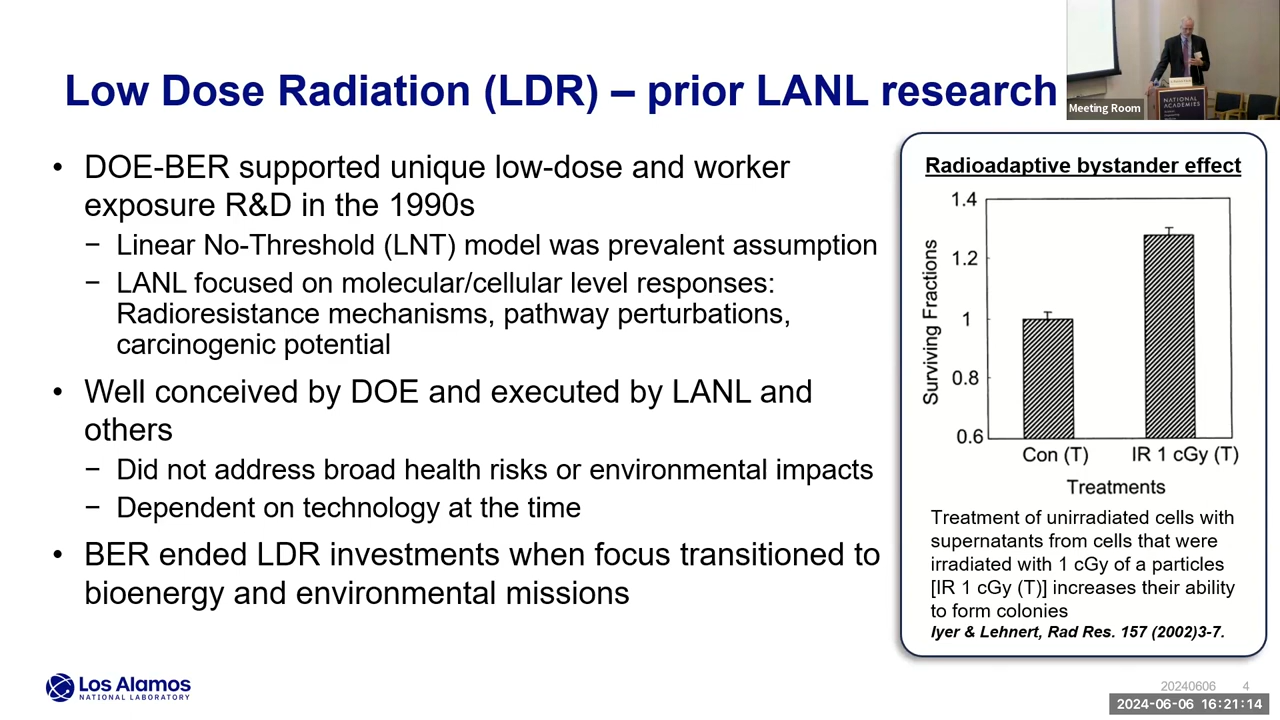 Low Dose Radiation (LDR) – prior LANL research
Meeting Room
NATIONAL
ACADEMIES
• DOE-BER supported unique low-dose and worker
exposure R&D in the 1990s
− Linear No-Threshold (LNT) model was prevalent assumption
− LANL focused on molecular/cellular level responses:
Radioresistance mechanisms, pathway perturbations,
carcinogenic potential
• Well conceived by DOE and executed by LANL and
others
− Did not address broad health risks or environmental impacts
− Dependent on technology at the time
• BER ended LDR investments when focus transitioned to
bioenergy and environmental missions
Radioadaptive bystander effect
Surviving Fractions
1.4
1.2
1
0.8
0.6
Con (T) IR 1 cGy (T)
Treatments
Treatment of unirradiated cells with
supernatants from cells that were
irradiated with 1 cGy of a particles
[IR 1 cGy (T)] increases their ability
to form colonies
Iyer & Lehnert, Rad Res. 157 (2002)3-7.
Los Alamos
NATIONAL LABORATORY
20240606 4
2024-06-06 16:21:14